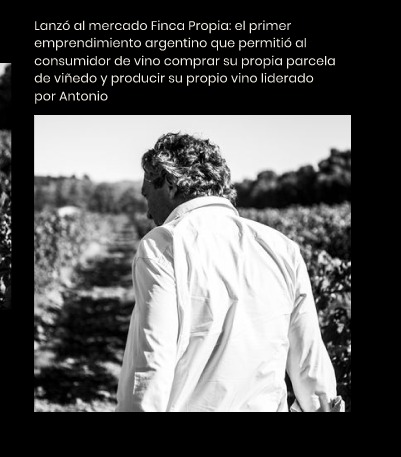 Lanzó al mercado Finca Propia: el primer
emprendimiento argentino que permitió al
consumidor de vino comprar su propia parcela
de viñedo y producir su propio vino liderado
por Antonio